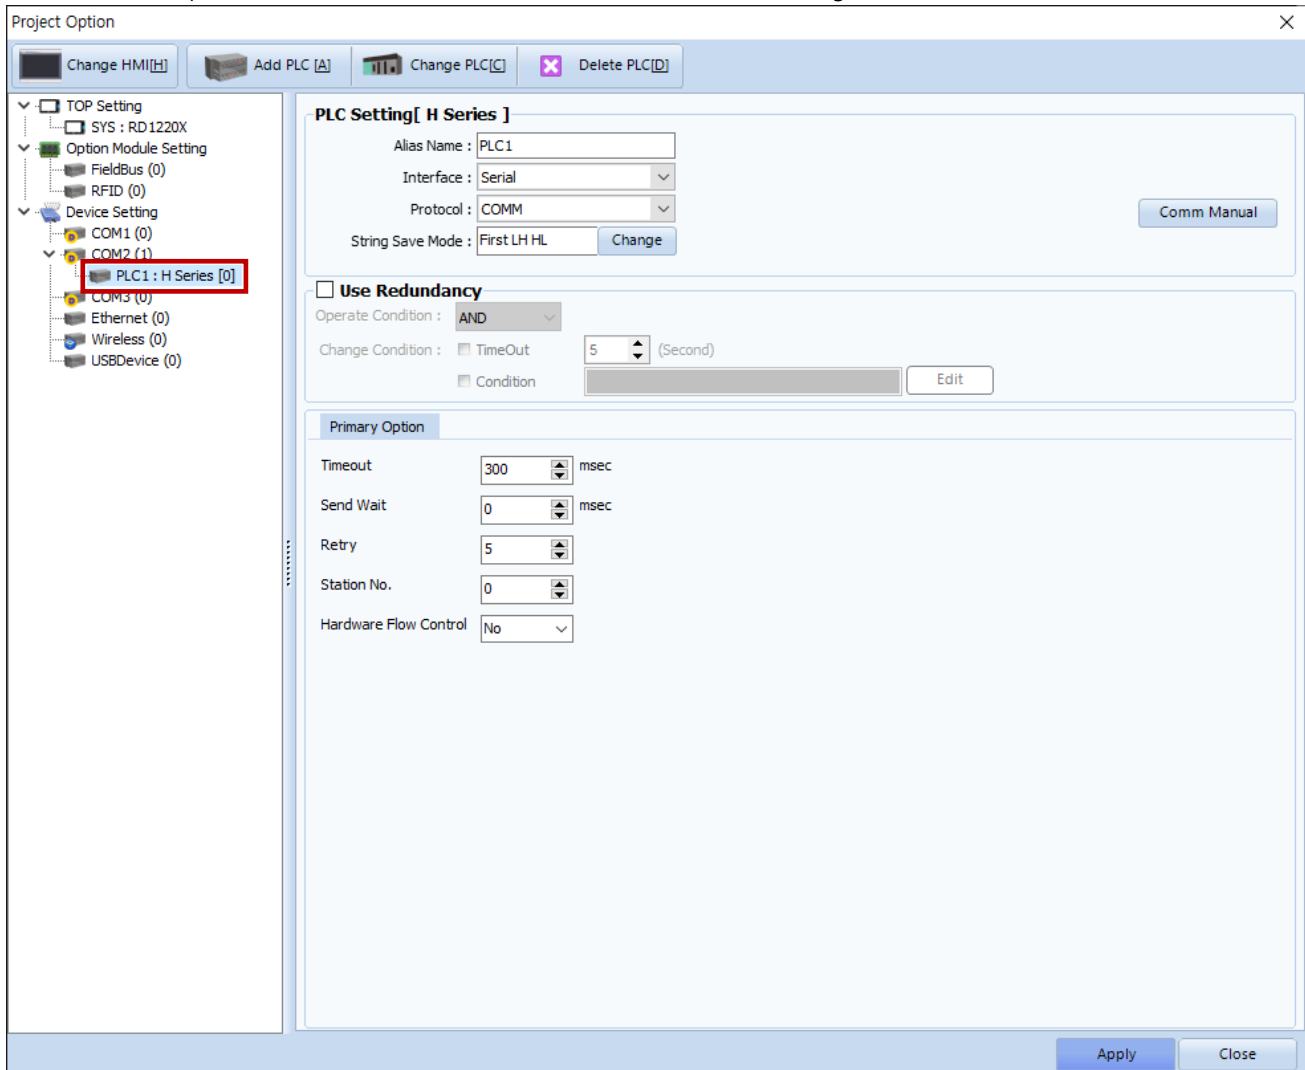 Project Option
Change HMI[H] Add PLC [A] Change PLC[C] Delete PLC[D]
TOP Setting
SYS : RD1220X
Option Module Setting
FieldBus (0)
RFID (0)
Device Setting
COM1 (0)
COM2 (1)
PLC1 : H Series [0]
COM3 (0)
Ethernet (0)
Wireless (0)
USBDevice (0)
PLC Setting[ H Series ]
Alias Name : PLC1
Interface : Serial
Protocol : COMM
Comm Manual
String Save Mode : First LH HL Change
Use Redundancy
Operate Condition : AND
Change Condition : TimeOut 5 (Second)
Condition Edit
Primary Option
Timeout 300 msec
Send Wait 0 msec
Retry 5
Station No. 0
Hardware Flow Control No
Apply Close